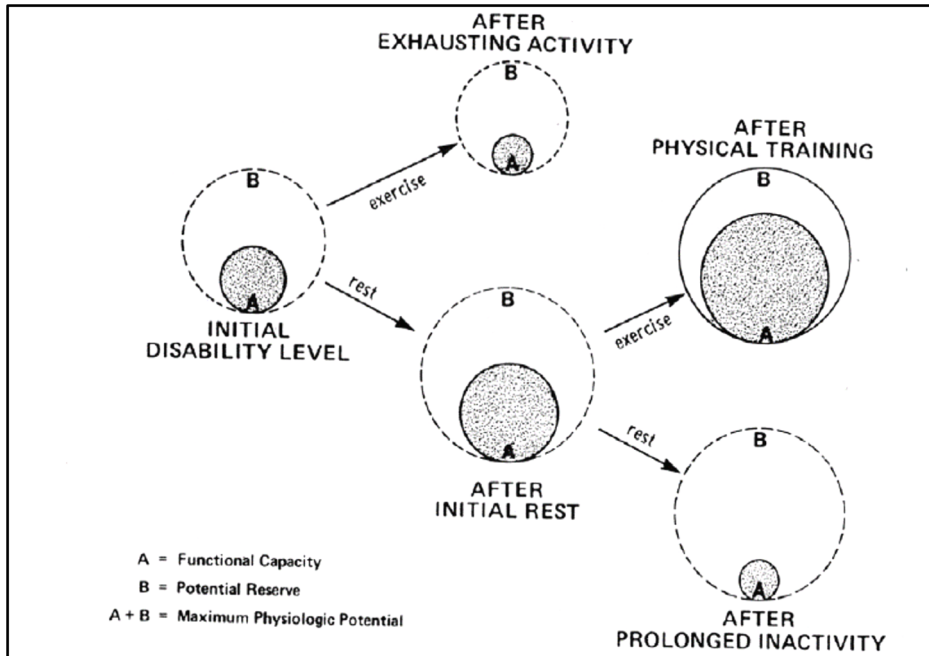 AFTER
EXHAUSTING ACTIVITY
B
A
exercise
AFTER
PHYSICAL TRAINING
B
A
B
A
INITIAL
DISABILITY LEVEL
rest
B
A
AFTER
INITIAL REST
exercise
rest
B
A
AFTER
PROLONGED INACTIVITY
A = Functional Capacity
B = Potential Reserve
A + B = Maximum Physiologic Potential